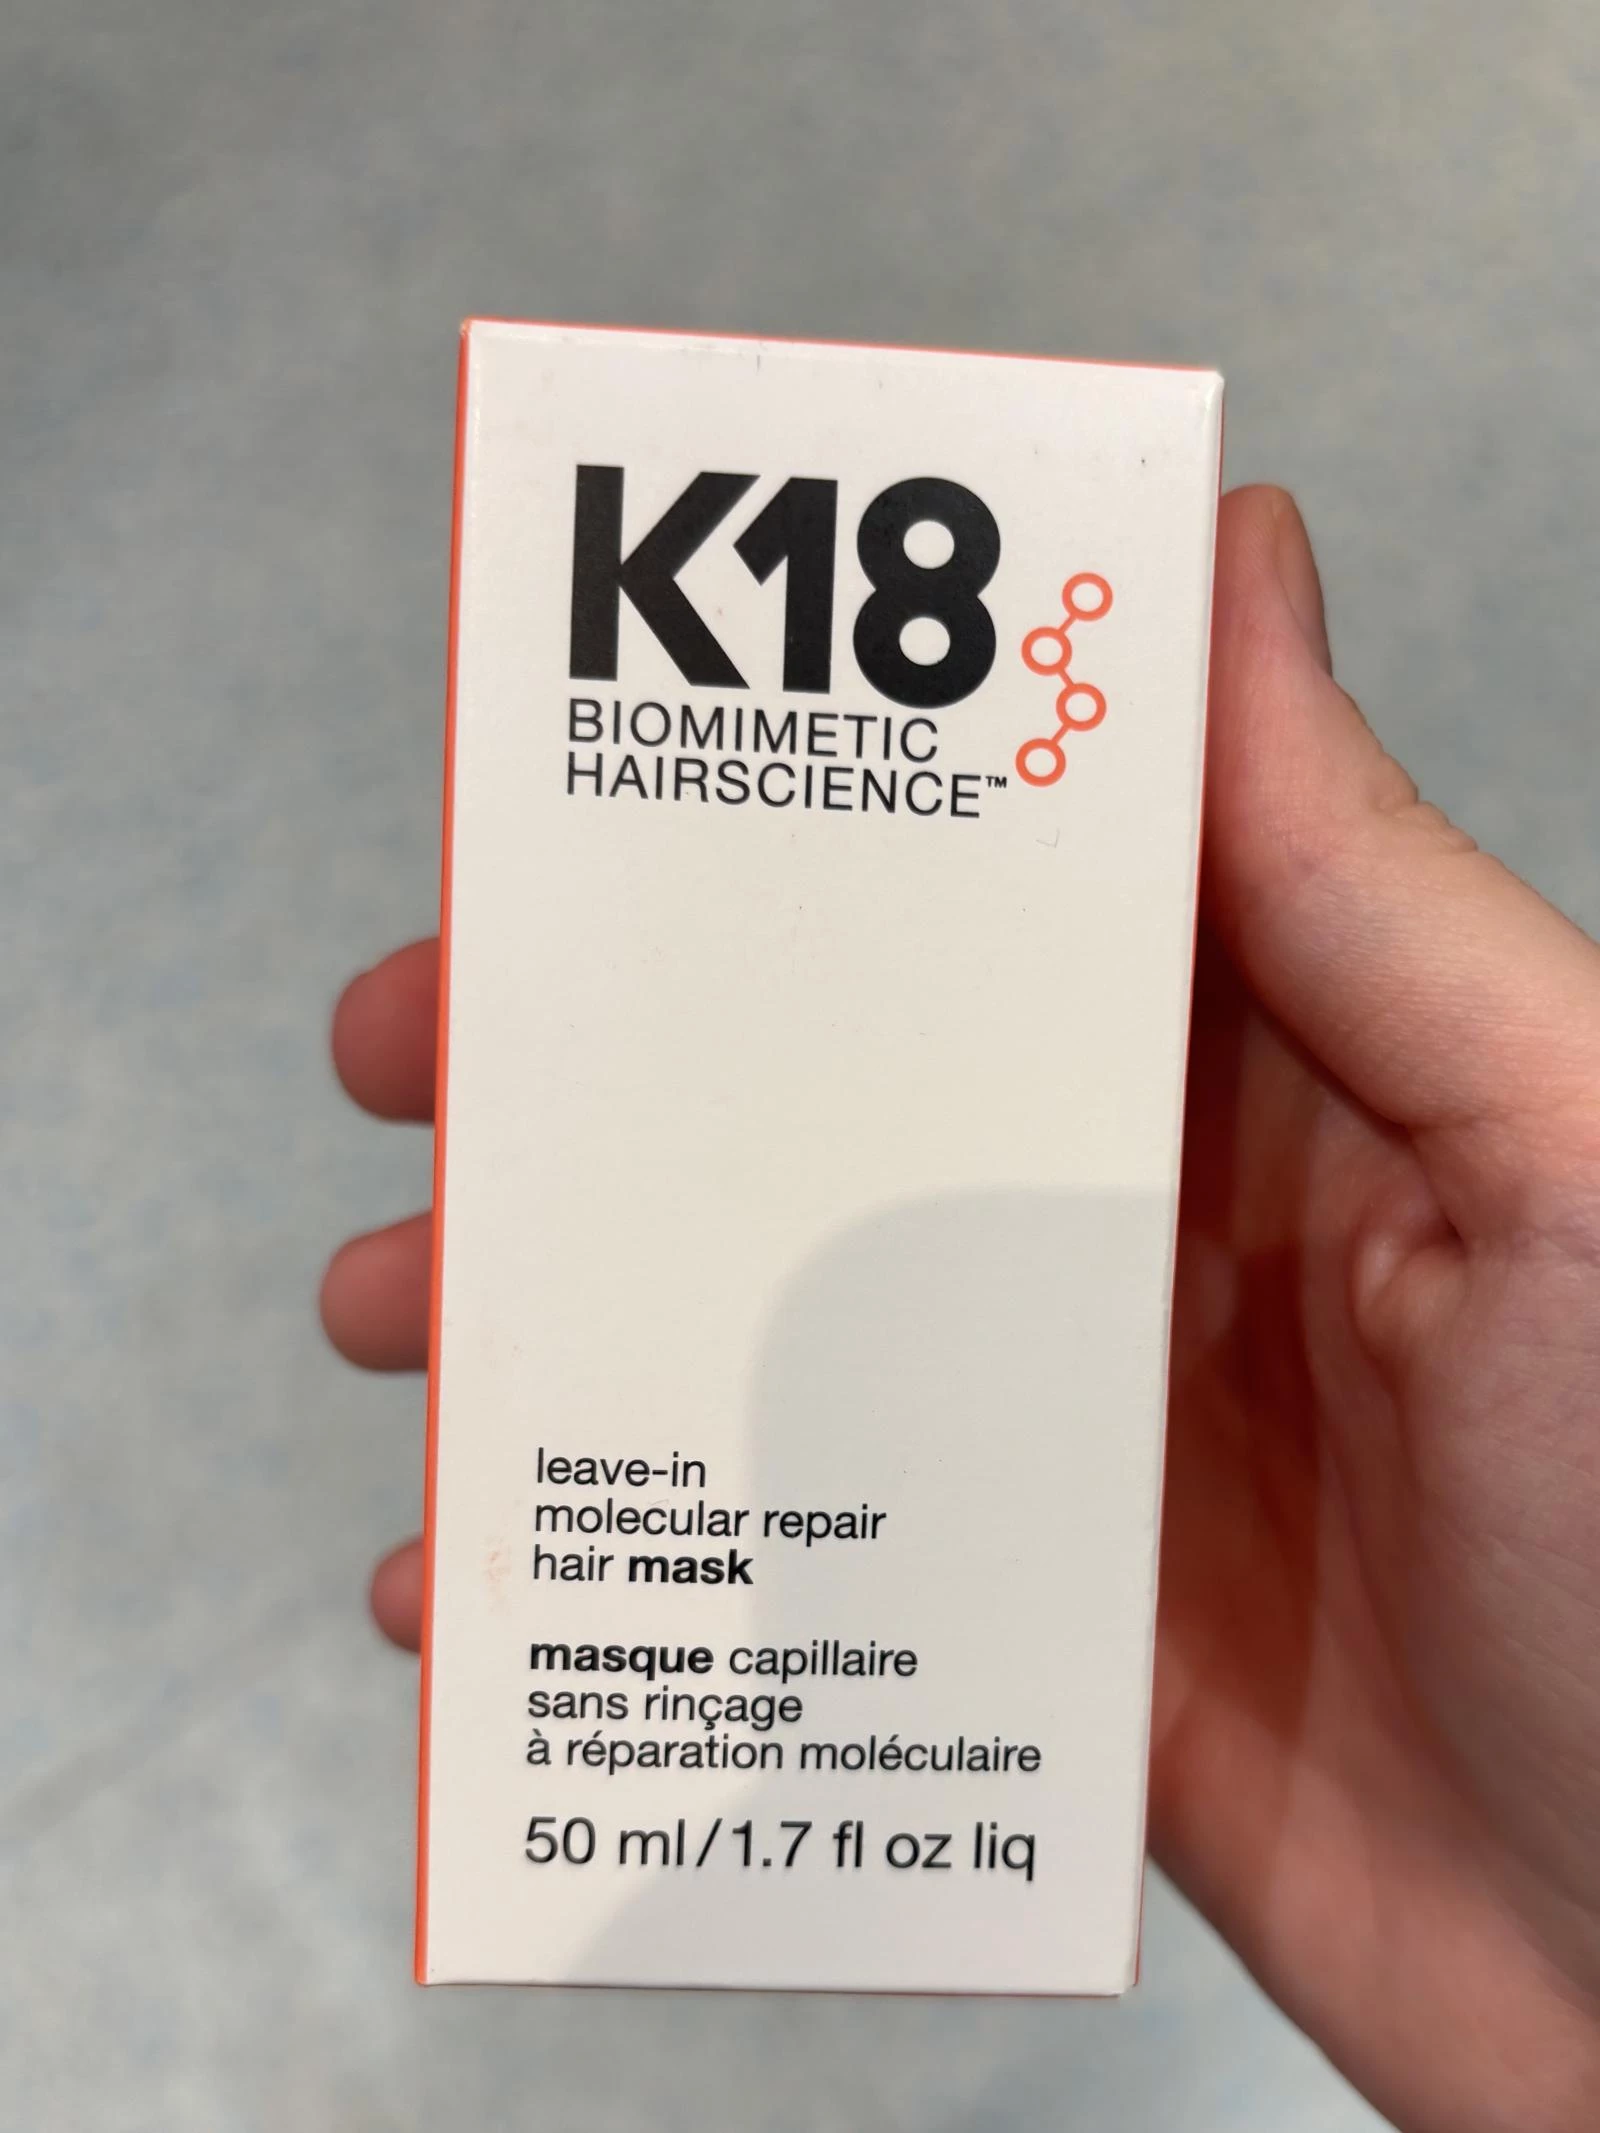 K18
BIOMIMETIC
HAIRSCIENCE™
leave-in
molecular repair
hair mask
masque capillaire
sans rinçage
à réparation moléculaire
50 ml/1.7 fl oz liq